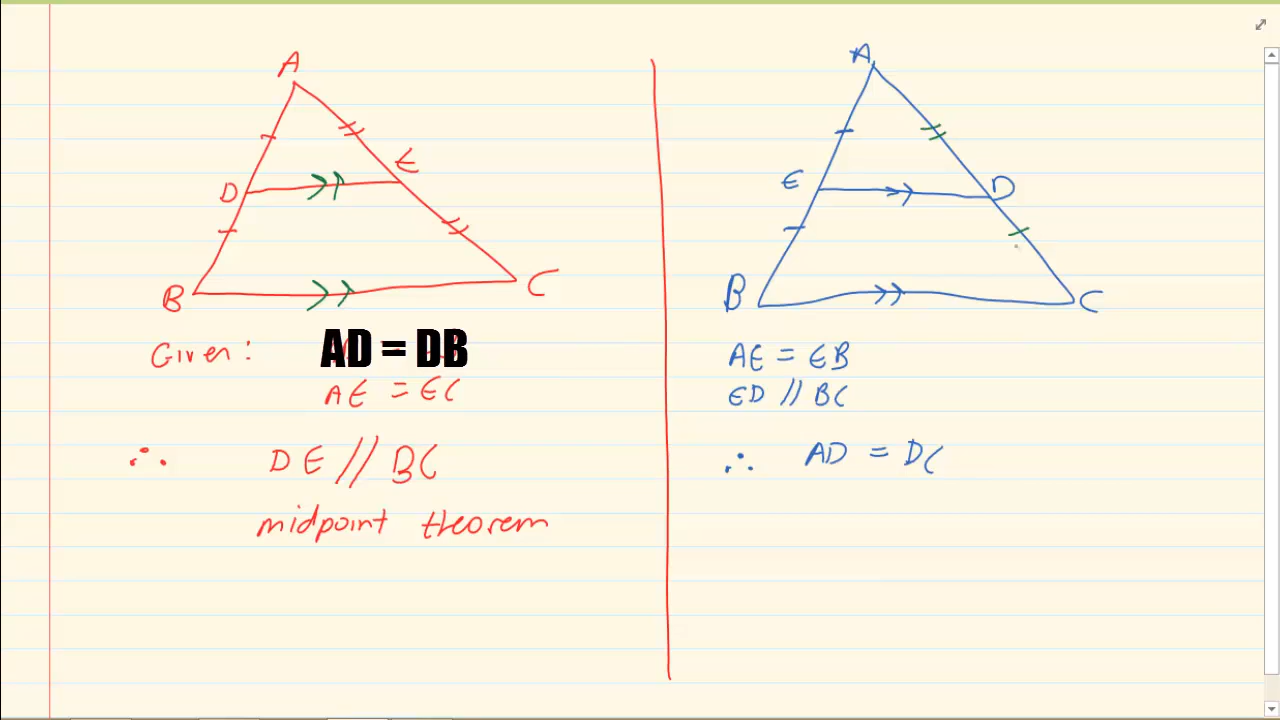 A
D
E
B
C
Given: AD = DB
AE = EC
∴ DE // BC
midpoint theorem
A
E
D
B
C
AE = EB
ED // BC
∴ AD = DC